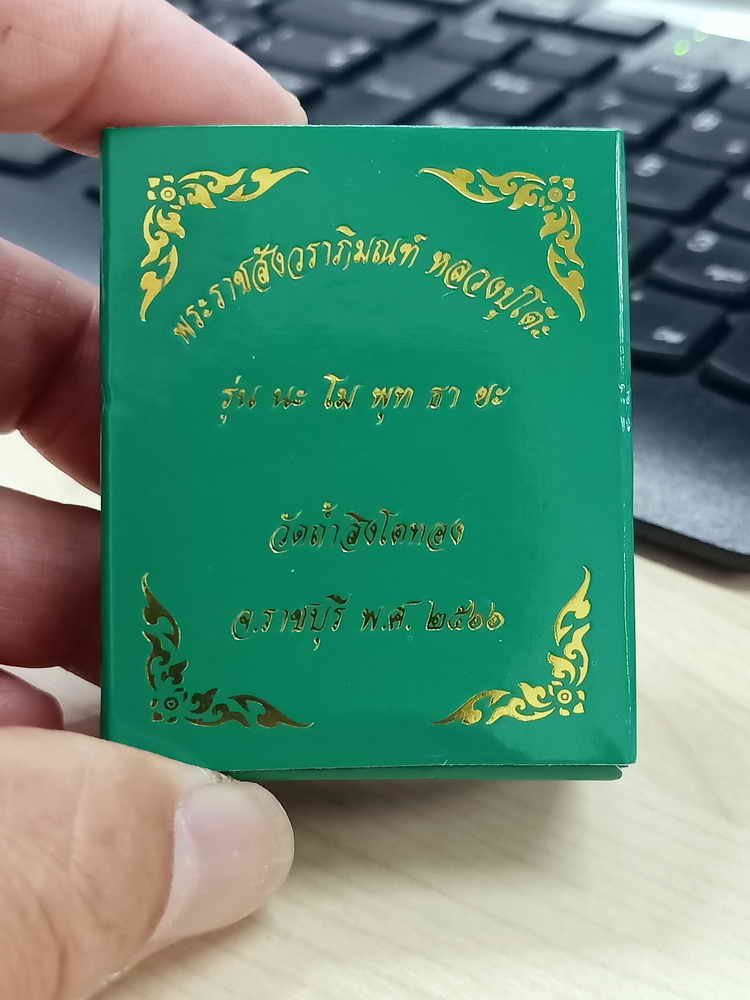 พระราชสังวราภิมณฑ์ หลวงปู่โต๊ะ
รุ่น นะ โม พุท ธา ยะ
วัดถ้ำสิงโตทอง
จ.ราชบุรี พ.ศ. ๒๕๖๖